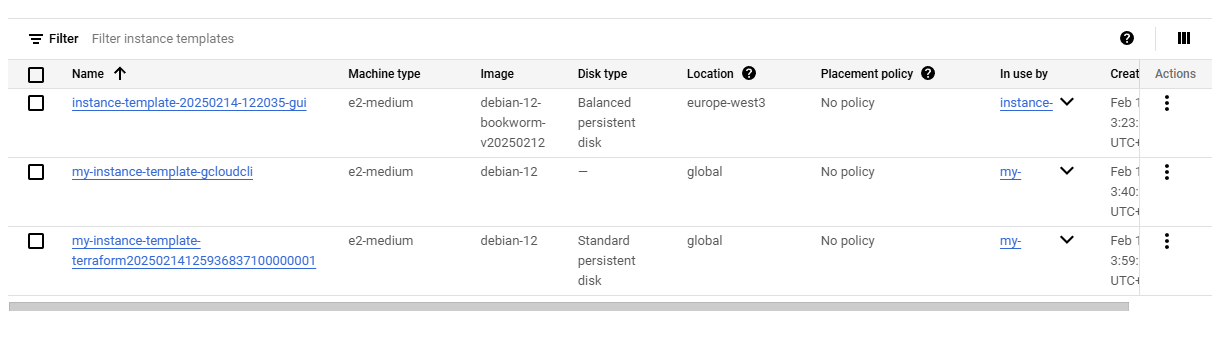 Filter Filter instance templates
Name Machine type Image Disk type Location Placement policy In use by Creat Actions
instance-template-20250214-122035-gui e2-medium debian-12- Balanced europe-west3 No policy instance- Feb 1
bookworm- persistent 3:23:
v20250212 disk UTC+
my-instance-template-gcloudcli e2-medium debian-12 — global No policy my- Feb 1
3:40:
UTC+
my-instance-template- e2-medium debian-12 Standard global No policy my- Feb 1
terraform20250214125936837100000001 persistent 3:59:
disk UTC+